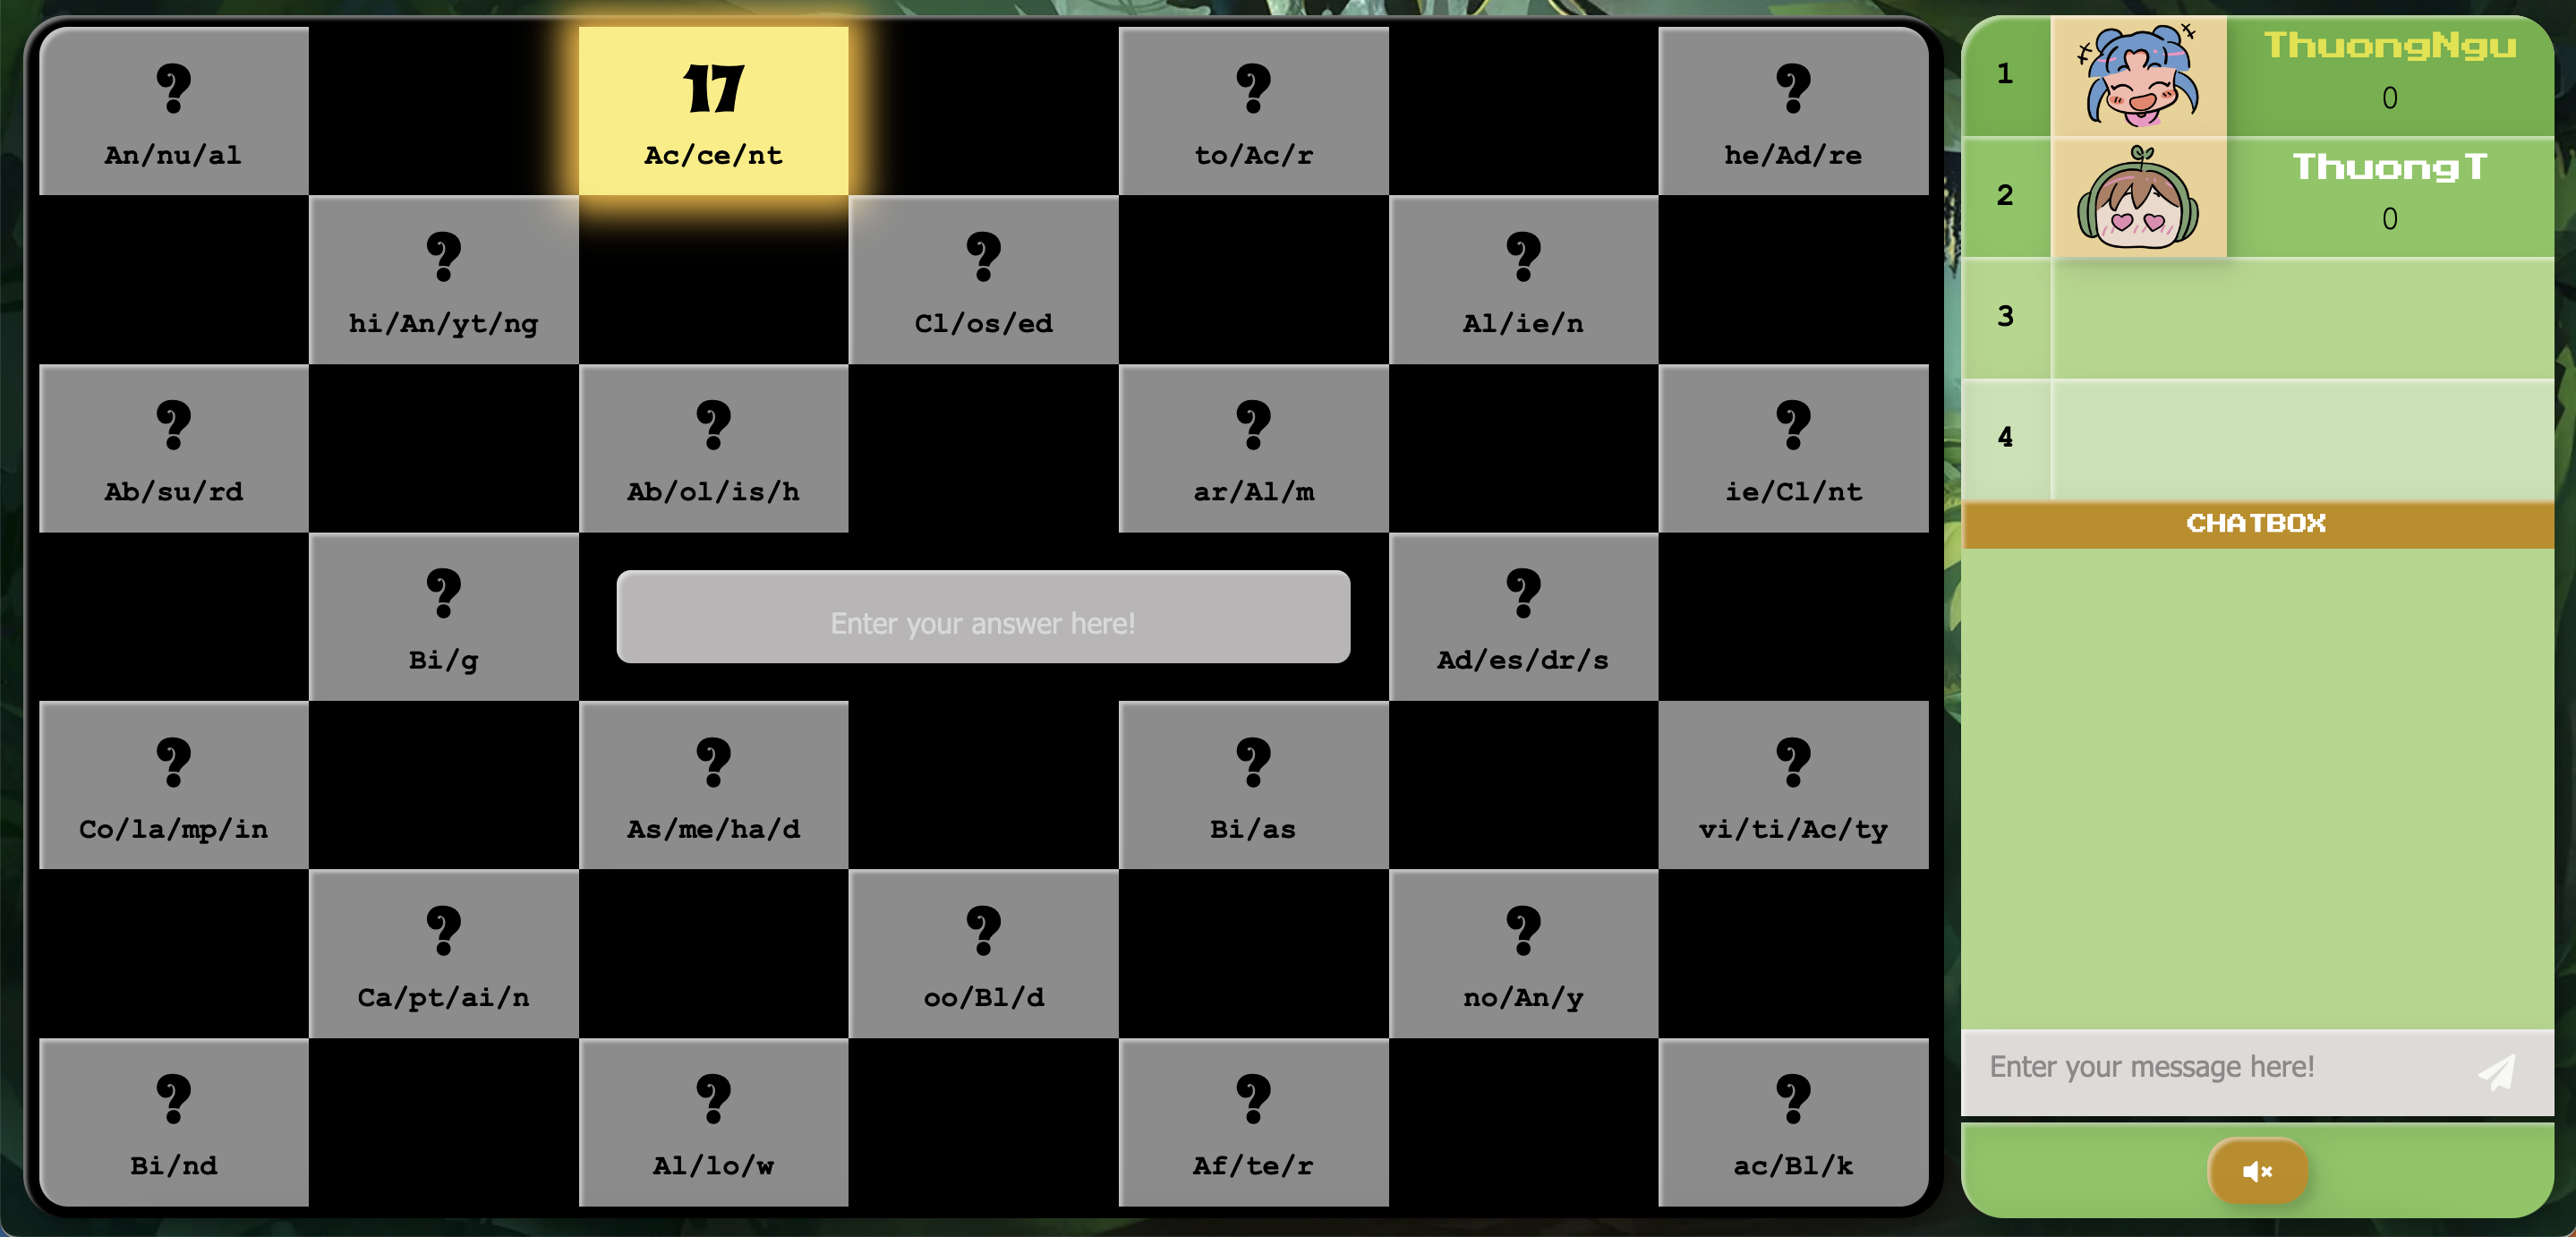 ?
An/nu/al
17
Ac/ce/nt
?
to/Ac/r
?
he/Ad/re
?
hi/An/yt/ng
?
Cl/os/ed
?
Al/ie/n
?
Ab/su/rd
?
Ab/ol/is/h
?
ar/Al/m
?
ie/Cl/nt
?
Bi/g
Enter your answer here!
?
Ad/es/dr/s
?
Co/la/mp/in
?
As/me/ha/d
?
Bi/as
?
vi/ti/Ac/ty
?
Ca/pt/ai/n
?
oo/Bl/d
?
no/An/y
?
Bi/nd
?
Al/lo/w
?
Af/te/r
?
ac/Bl/k
1
ThuongNgu
0
2
ThuongT
0
3
4
CHATBOX
Enter your message here!